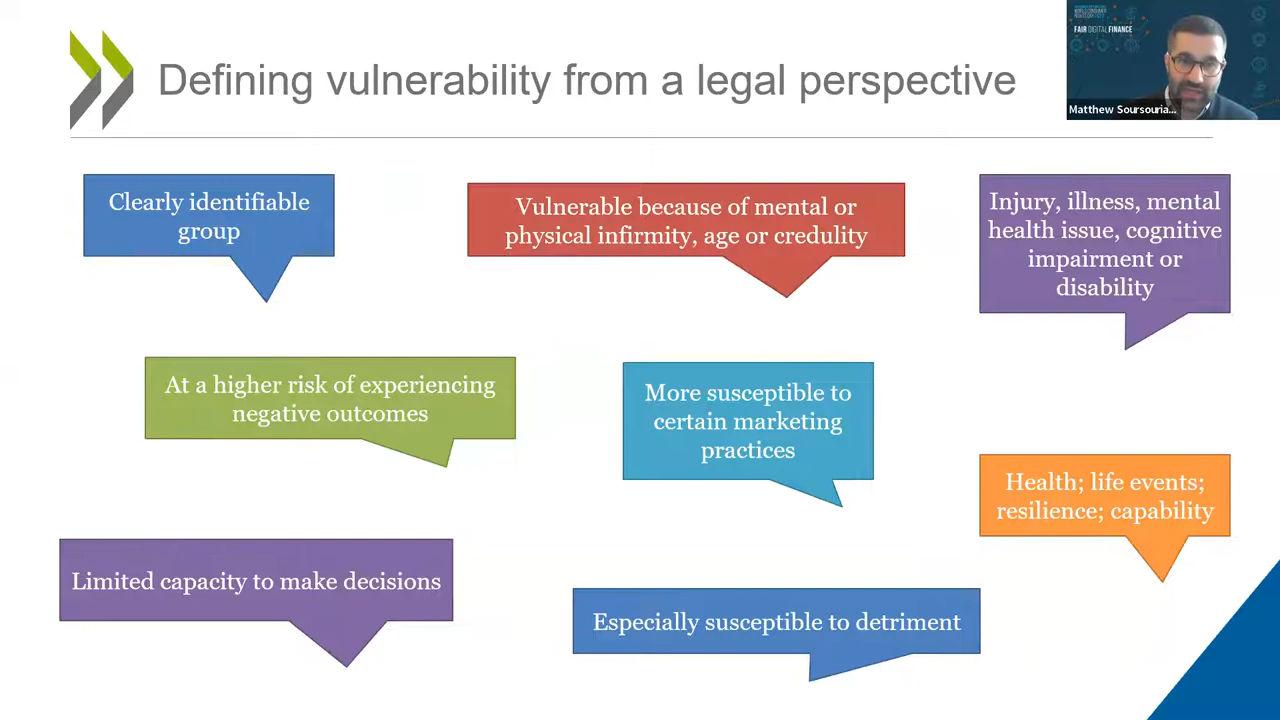 Defining vulnerability from a legal perspective
FAIR DIGITAL FINANCE
Matthew Soursouria...
Clearly identifiable
group
Vulnerable because of mental or
physical infirmity, age or credulity
Injury, illness, mental
health issue, cognitive
impairment or
disability
At a higher risk of experiencing
negative outcomes
More susceptible to
certain marketing
practices
Health; life events;
resilience; capability
Limited capacity to make decisions
Especially susceptible to detriment